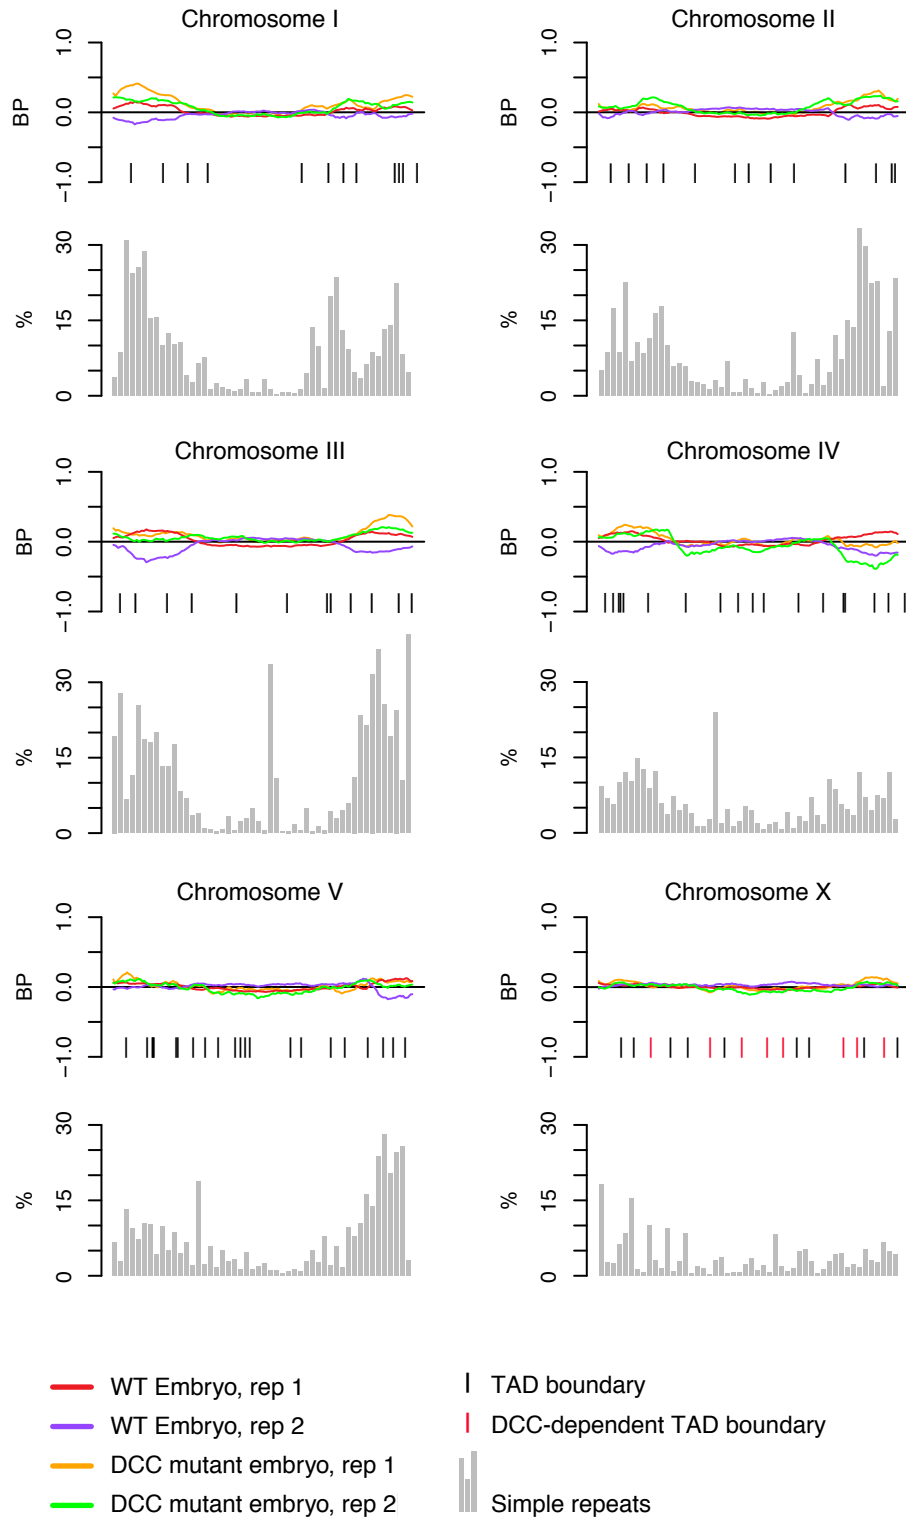 Chromosome I
BP
1.0
0.0
−1.0
%
30
15
0
Chromosome II
BP
1.0
0.0
−1.0
%
30
15
0
Chromosome III
BP
1.0
0.0
−1.0
%
30
15
0
Chromosome IV
BP
1.0
0.0
−1.0
%
30
15
0
Chromosome V
BP
1.0
0.0
−1.0
%
30
15
0
Chromosome X
BP
1.0
0.0
−1.0
%
30
15
0
WT Embryo, rep 1
WT Embryo, rep 2
DCC mutant embryo, rep 1
DCC mutant embryo, rep 2
TAD boundary
DCC-dependent TAD boundary
Simple repeats